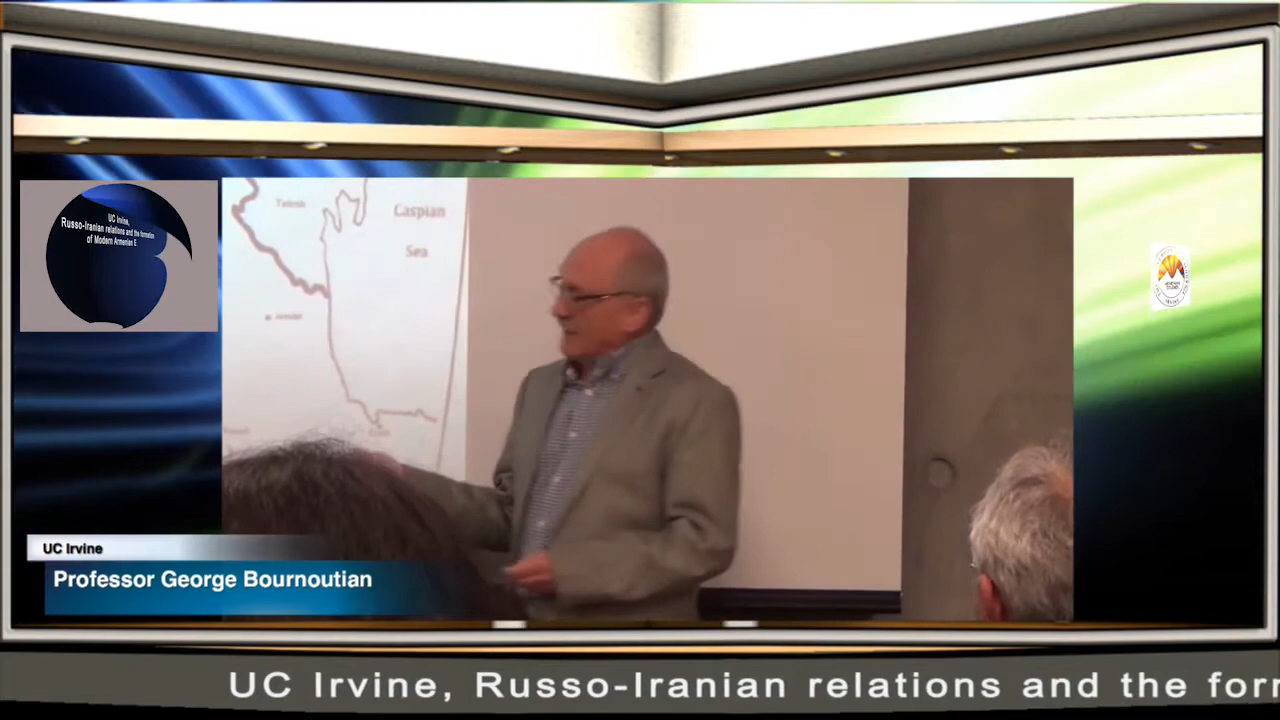 UC Irvine,
Russo-Iranian relations and the formation
of Modern Armenian E
Caspian
Sea
UC Irvine
Professor George Bournoutian
UC Irvine, Russo-Iranian relations and the for